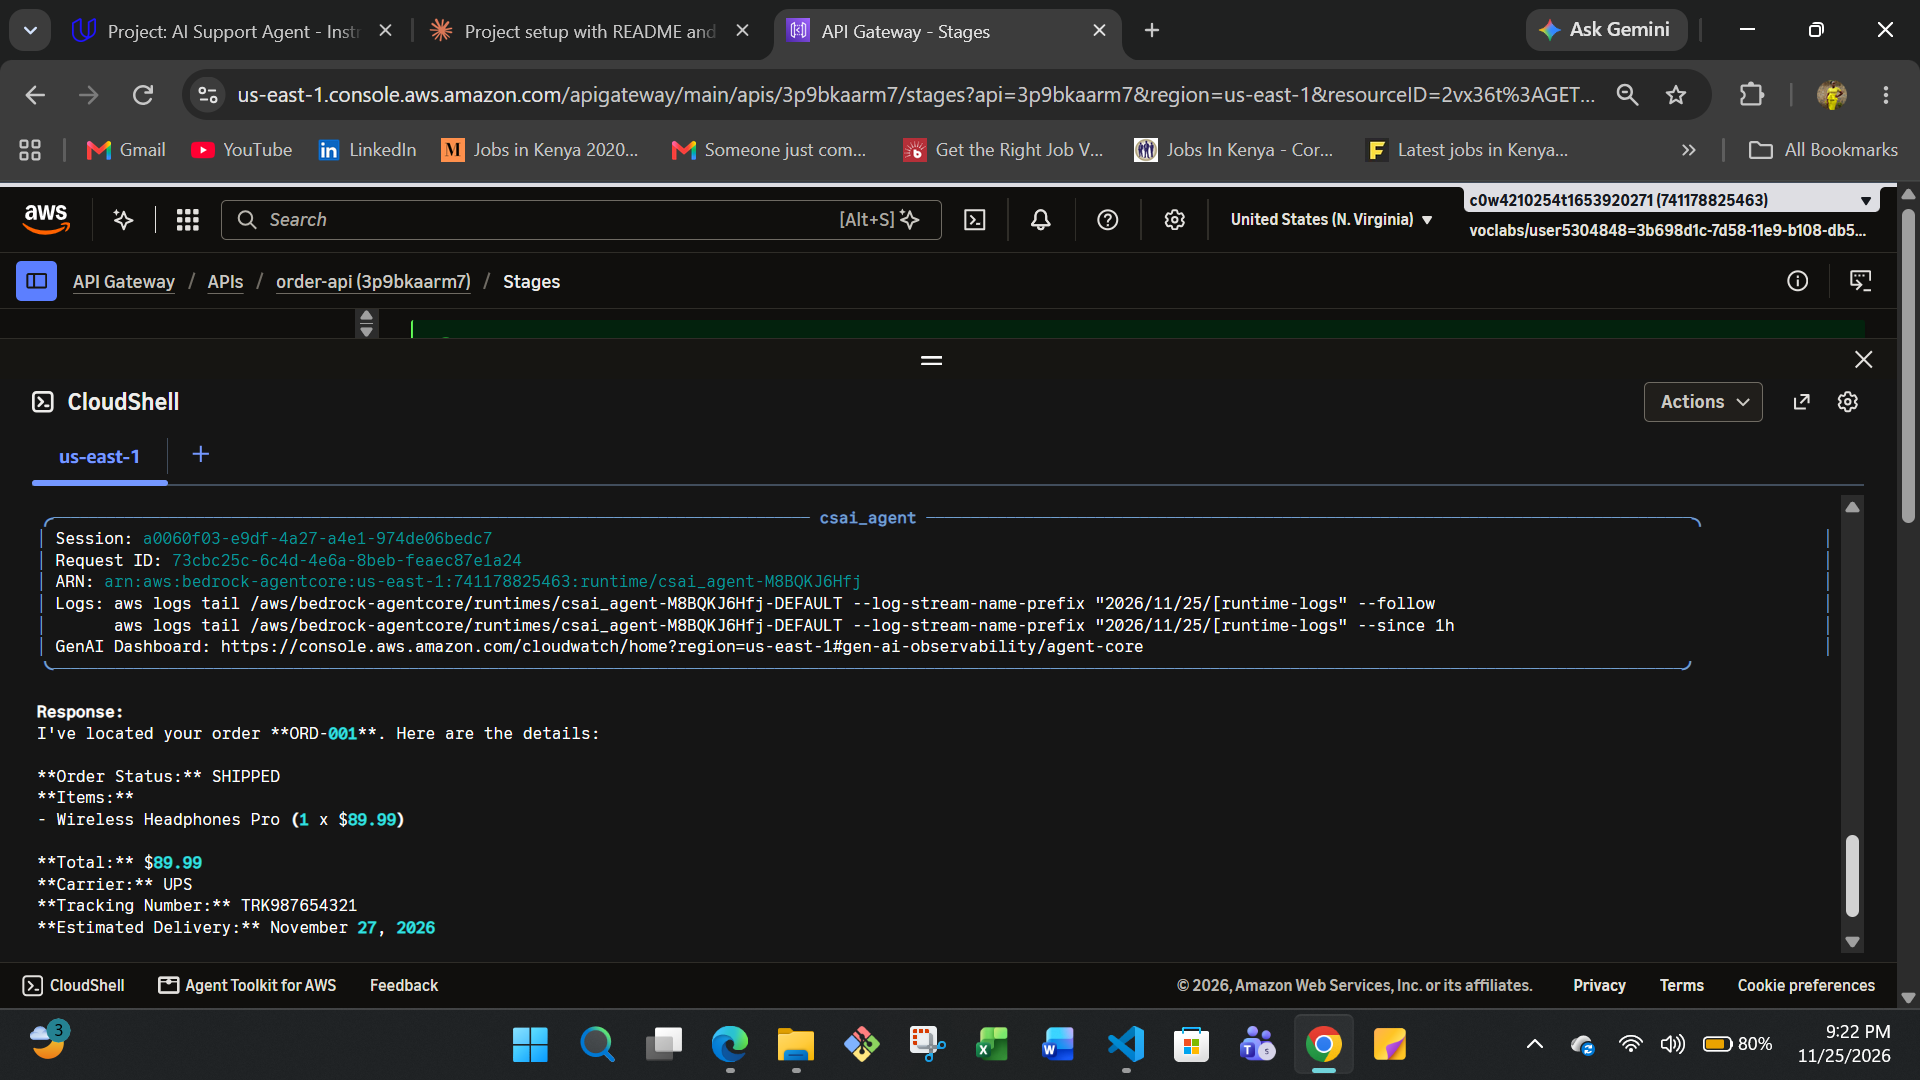 Project: AI Support Agent - Instr
Project setup with README and
API Gateway - Stages
Ask Gemini
us-east-1.console.aws.amazon.com/apigateway/main/apis/3p9bkaarm7/stages?api=3p9bkaarm7&region=us-east-1&resourceID=2vx36t%3AGET...
Gmail
YouTube
LinkedIn
Jobs in Kenya 2020...
Someone just com...
Get the Right Job V...
Jobs In Kenya - Cor...
Latest jobs in Kenya...
All Bookmarks
aws
Search
[Alt+S]
United States (N. Virginia)
c0w4210254t1653920271 (741178825463)
voclabs/user5304848=3b698d1c-7d58-11e9-b108-db5...
API Gateway / APIs / order-api (3p9bkaarm7) / Stages
CloudShell
Actions
us-east-1
csai_agent
Session: a0060f03-e9df-4a27-a4e1-974de06bedc7
Request ID: 73cbc25c-6c4d-4e6a-8beb-feaec87e1a24
ARN: arn:aws:bedrock-agentcore:us-east-1:741178825463:runtime/csai_agent-M8BQKJ6Hfj
Logs: aws logs tail /aws/bedrock-agentcore/runtimes/csai_agent-M8BQKJ6Hfj-DEFAULT --log-stream-name-prefix "2026/11/25/[runtime-logs" --follow
aws logs tail /aws/bedrock-agentcore/runtimes/csai_agent-M8BQKJ6Hfj-DEFAULT --log-stream-name-prefix "2026/11/25/[runtime-logs" --since 1h
GenAI Dashboard: https://console.aws.amazon.com/cloudwatch/home?region=us-east-1#gen-ai-observability/agent-core
Response:
I've located your order **ORD-001**. Here are the details:
**Order Status:** SHIPPED
**Items:**
- Wireless Headphones Pro (1 x $89.99)
**Total:** $89.99
**Carrier:** UPS
**Tracking Number:** TRK987654321
**Estimated Delivery:** November 27, 2026
CloudShell
Agent Toolkit for AWS
Feedback
© 2026, Amazon Web Services, Inc. or its affiliates.
Privacy
Terms
Cookie preferences
3
80%
9:22 PM
11/25/2026